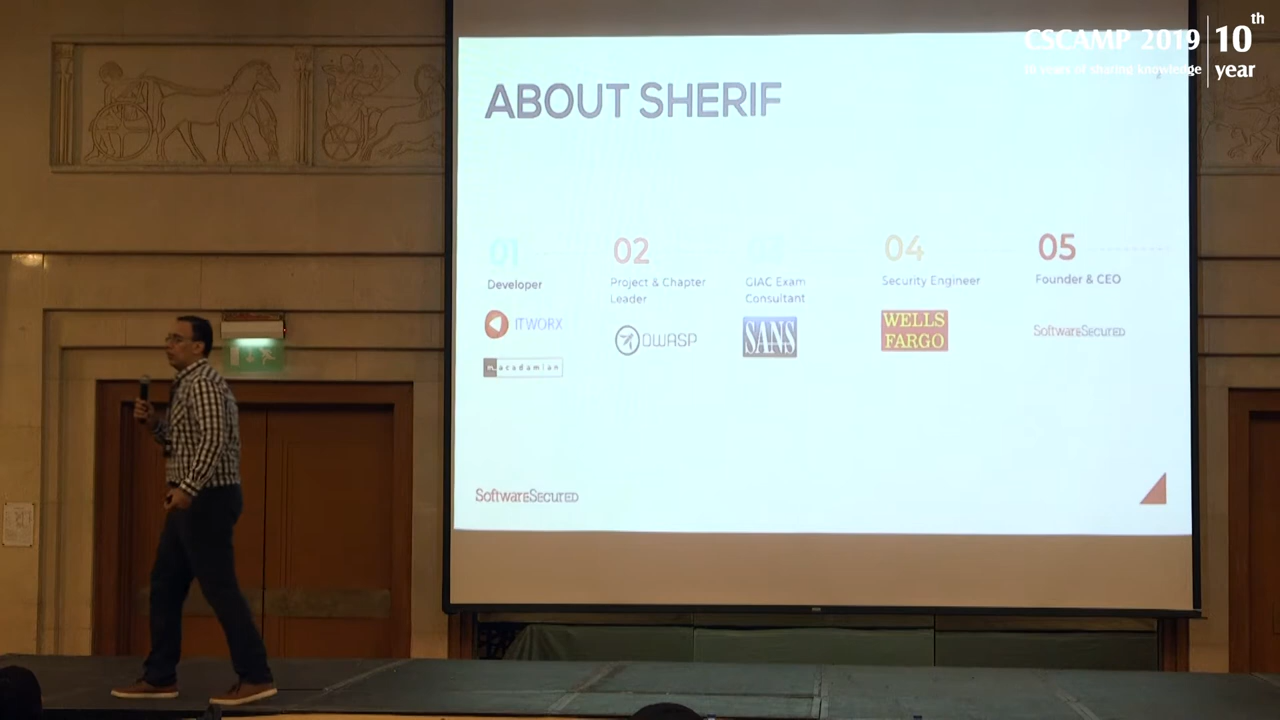 CSCAMP 2019
10 years of sharing knowledge
10th
year
ABOUT SHERIF
01
Developer
ITWORX
macadamian
02
Project & Chapter
Leader
OWASP
GIAC Exam
Consultant
SANS
04
Security Engineer
WELLS
FARGO
05
Founder & CEO
SoftwareSecured
SoftwareSecured